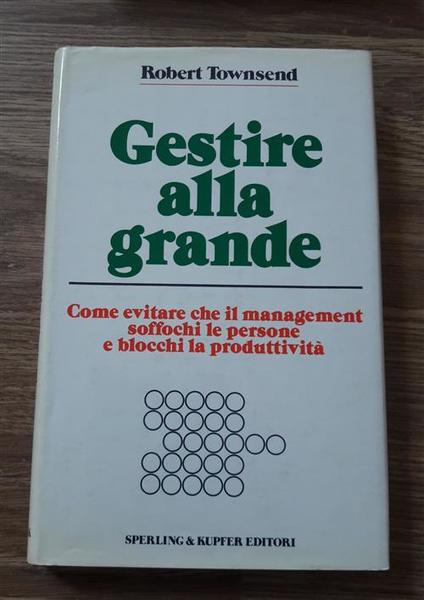 Robert Townsend
Gestire
alla
grande
Come evitare che il management
soffochi le persone
e blocchi la produttività
SPERLING & KUPFER EDITORI